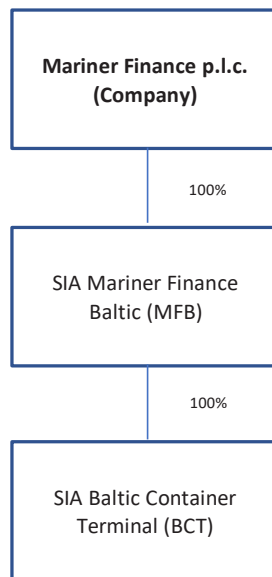 Mariner Finance p.l.c.
(Company)
100%
SIA Mariner Finance
Baltic (MFB)
100%
SIA Baltic Container
Terminal (BCT)